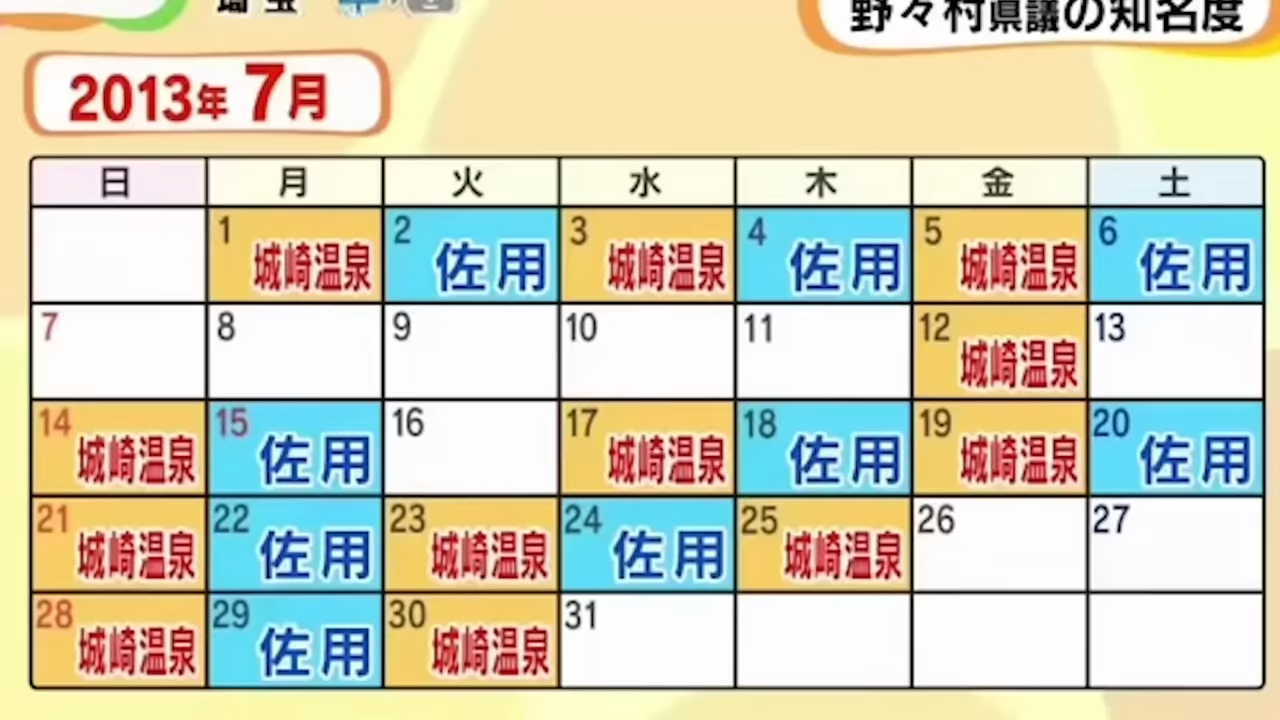 埼玉
野々村県議の知名度
2013年 7月
日 月 火 水 木 金 土
1 城崎温泉 2 佐用 3 城崎温泉 4 佐用 5 城崎温泉 6 佐用
7 8 9 10 11 12 城崎温泉 13
14 城崎温泉 15 佐用 16 17 城崎温泉 18 佐用 19 城崎温泉 20 佐用
21 城崎温泉 22 佐用 23 城崎温泉 24 佐用 25 城崎温泉 26 27
28 城崎温泉 29 佐用 30 城崎温泉 31